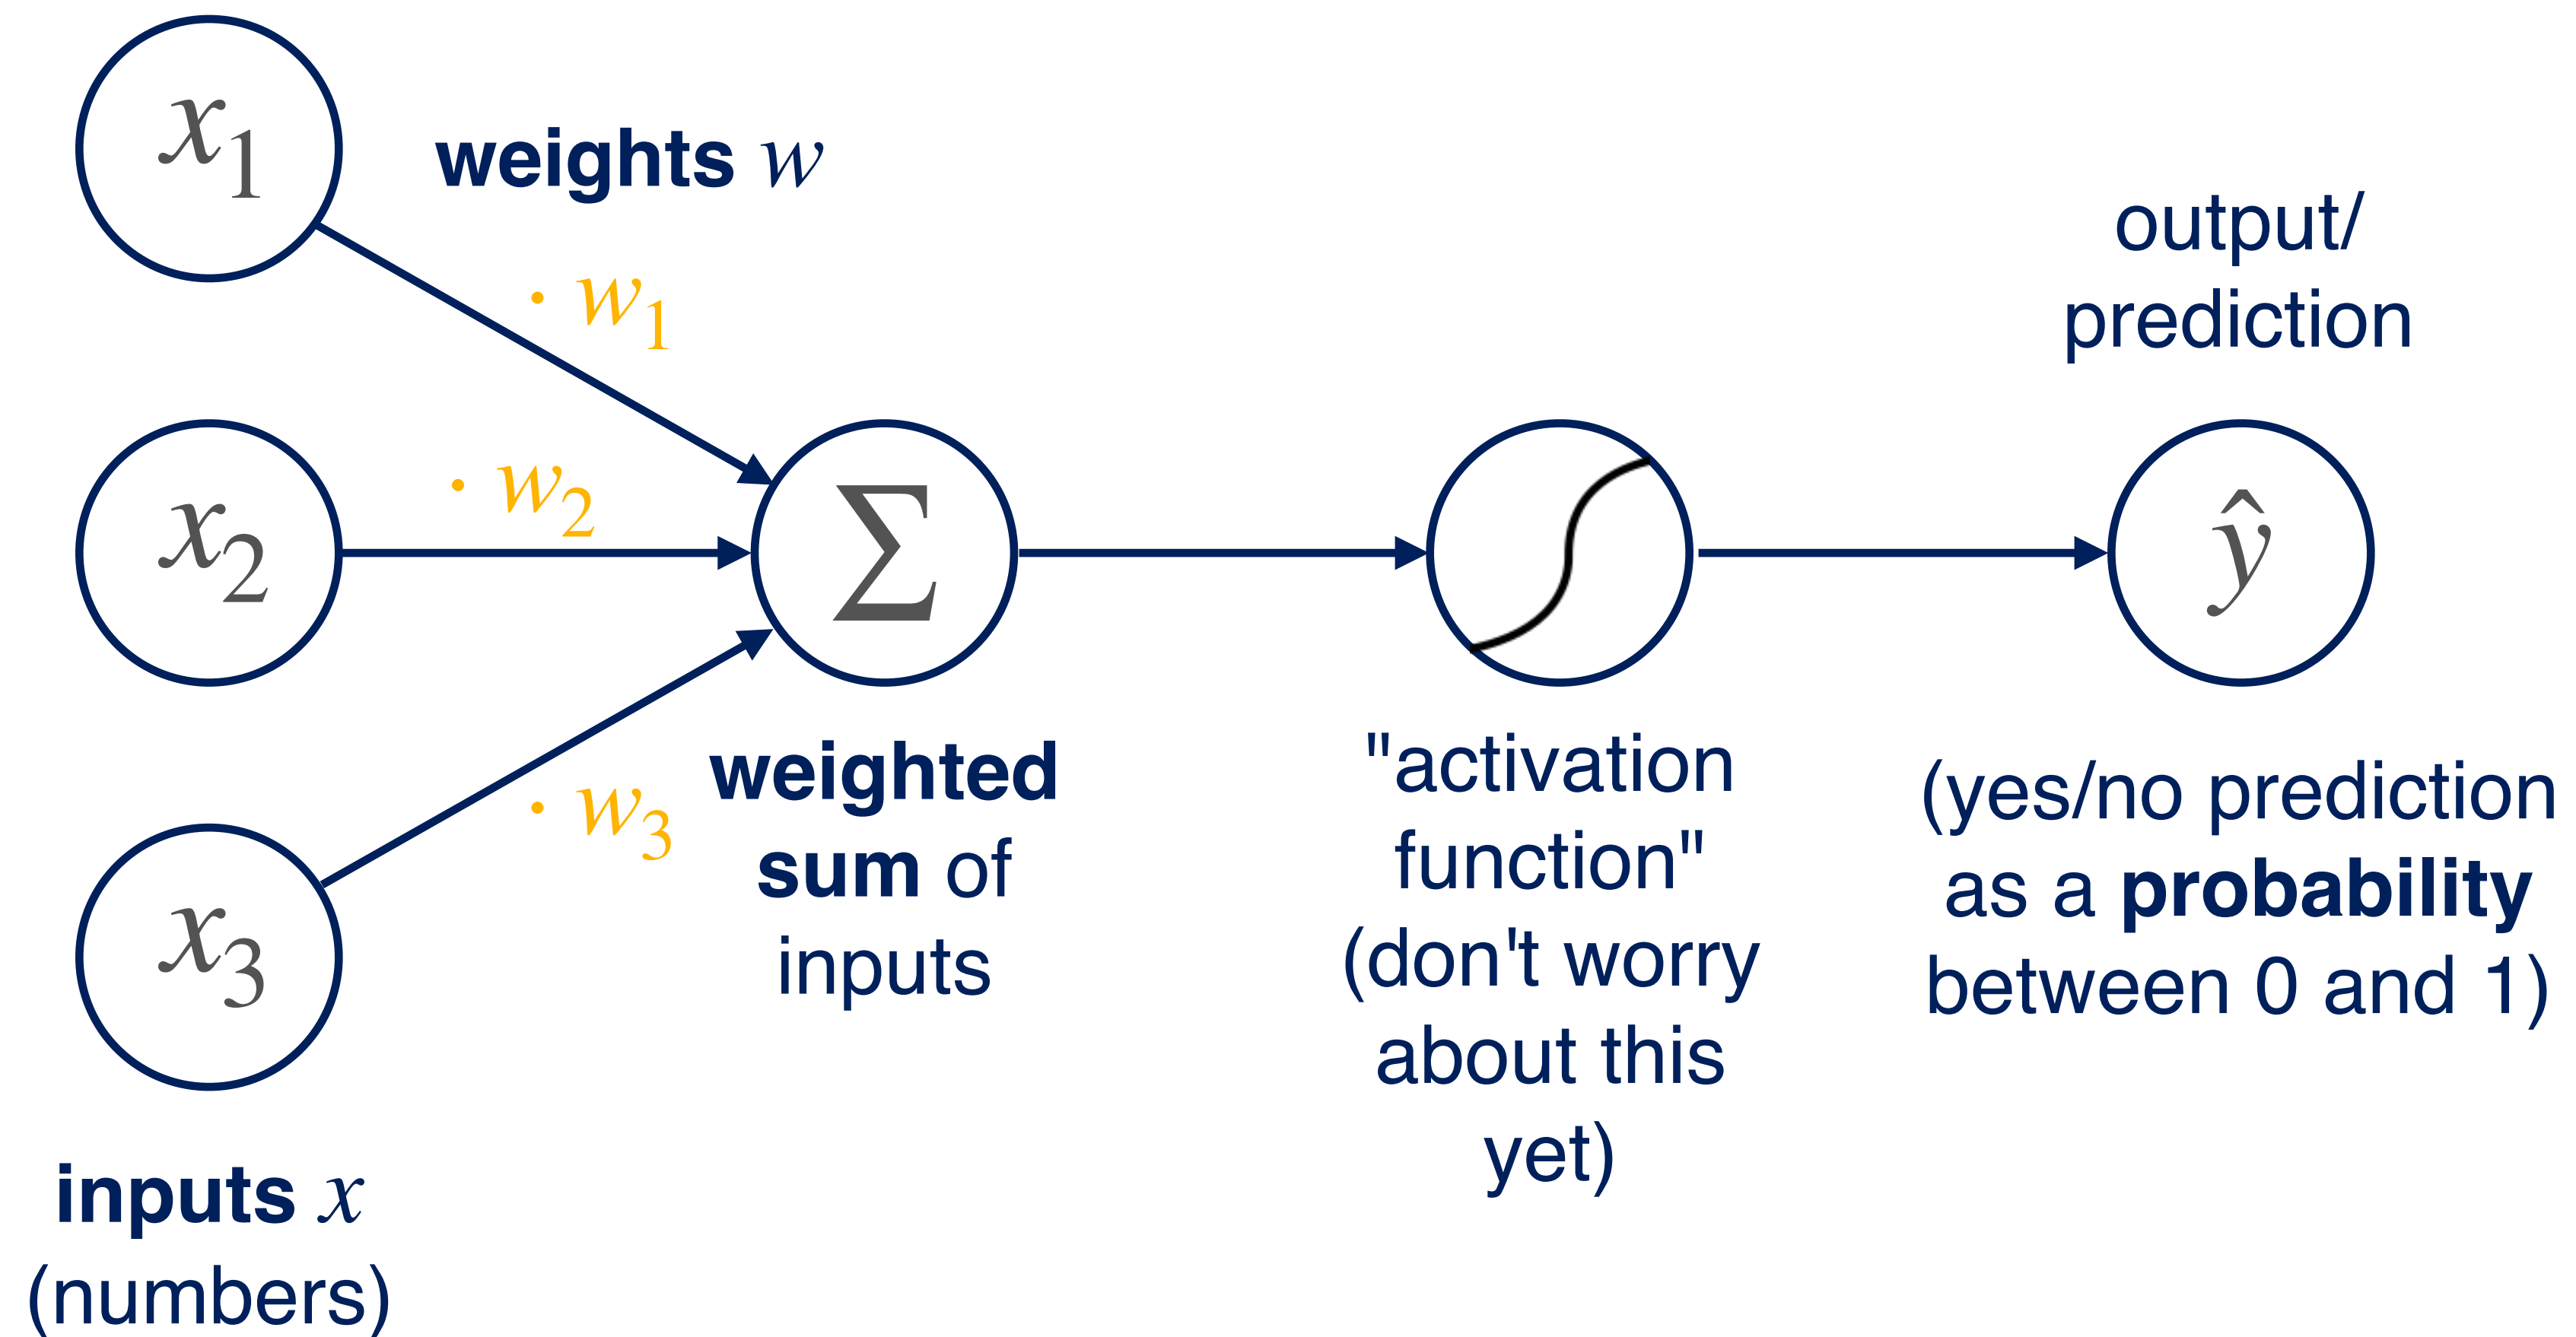 x₁
weights w
· w₁
output/
prediction
x₂
· w₂
Σ
ŷ
· w₃
x₃
weighted
sum of
inputs
"activation
function"
(don't worry
about this
yet)
(yes/no prediction
as a probability
between 0 and 1)
inputs x
(numbers)